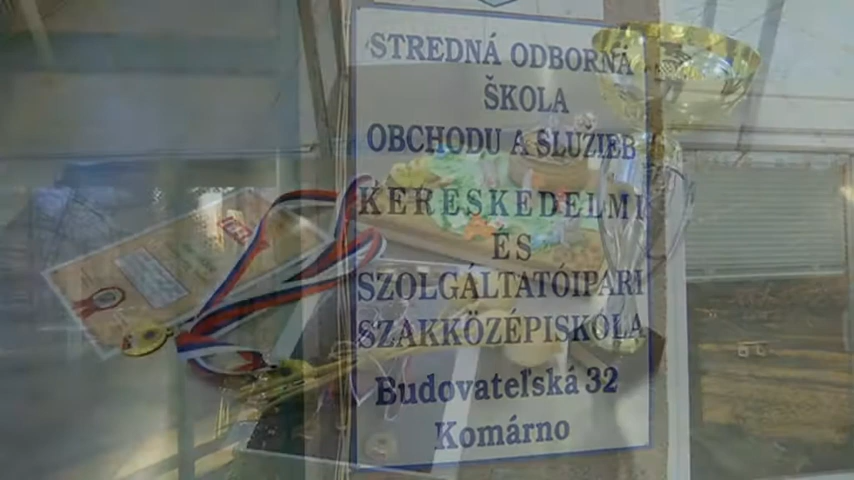 STREDNÁ ODBORNÁ
ŠKOLA
OBCHODU A SLUŽIEB
KERESKEDELMI
ÉS
SZOLGÁLTATÓIPARI
SZAKKÖZÉPISKOLA
Budovateľská 32
Komárno